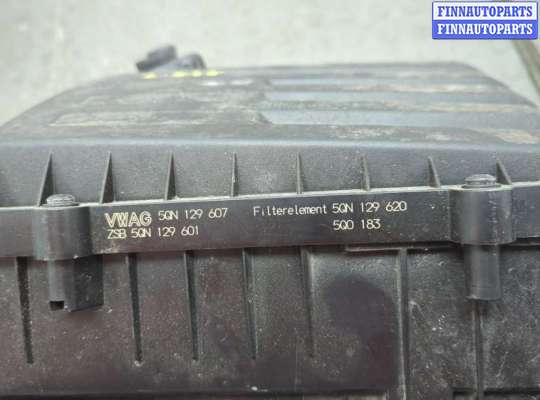 FINNAUTOPARTS
FINNAUTOPARTS
VWAG 5QN 129 607 Filterelement 5QN 129 620
ZSB 5QN 129 601 5Q0 183